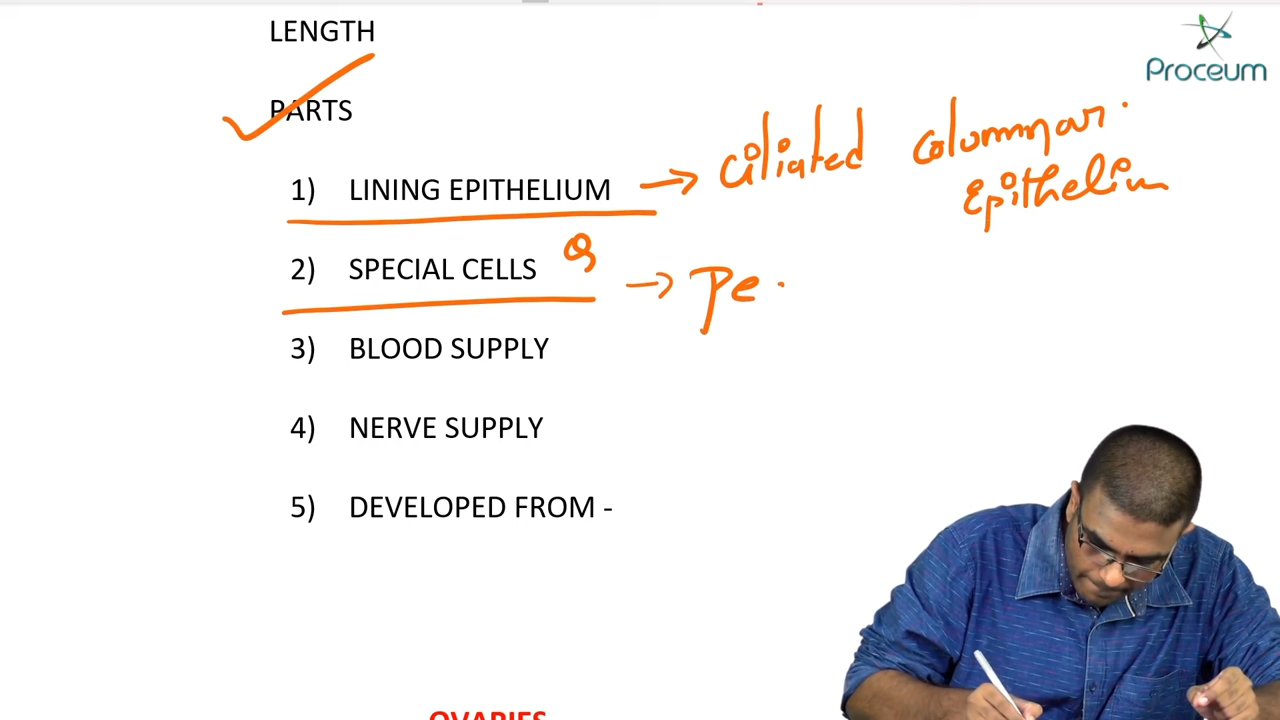 LENGTH
Proceum
PARTS
1) LINING EPITHELIUM → ciliated columnar
Epithelium
2) SPECIAL CELLS → Pe
3) BLOOD SUPPLY
4) NERVE SUPPLY
5) DEVELOPED FROM -
OVARIES